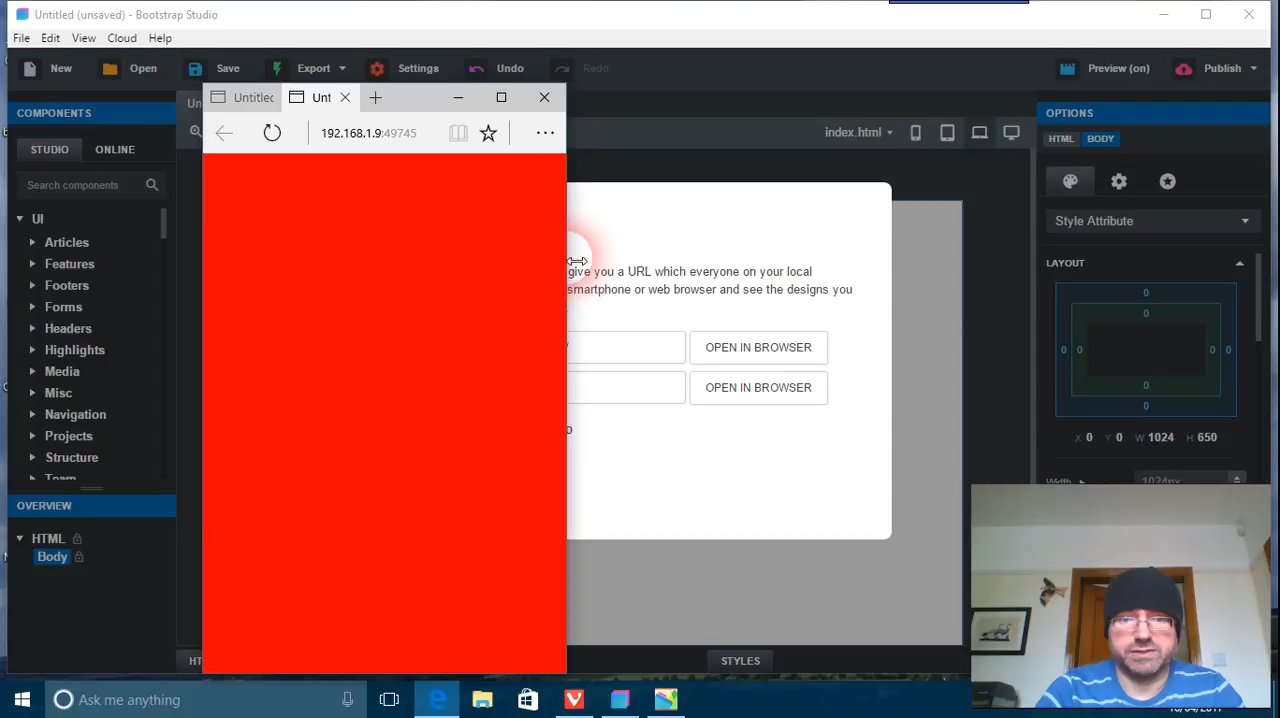 Untitled (unsaved) - Bootstrap Studio
File Edit View Cloud Help
New Open Save Export Settings Undo Redo Preview (on) Publish
COMPONENTS
STUDIO ONLINE
Search components
UI
Articles
Features
Footers
Forms
Headers
Highlights
Media
Misc
Navigation
Projects
Structure
Team
OVERVIEW
HTML
Body
Untitled Unt
192.168.1.9:49745
index.html
give you a URL which everyone on your local
smartphone or web browser and see the designs you
OPEN IN BROWSER
OPEN IN BROWSER
STYLES
OPTIONS
HTML BODY
Style Attribute
LAYOUT
0
0
0 0 0 0
0
0
X 0 Y 0 W 1024 H 650
Width 1024px
Ask me anything